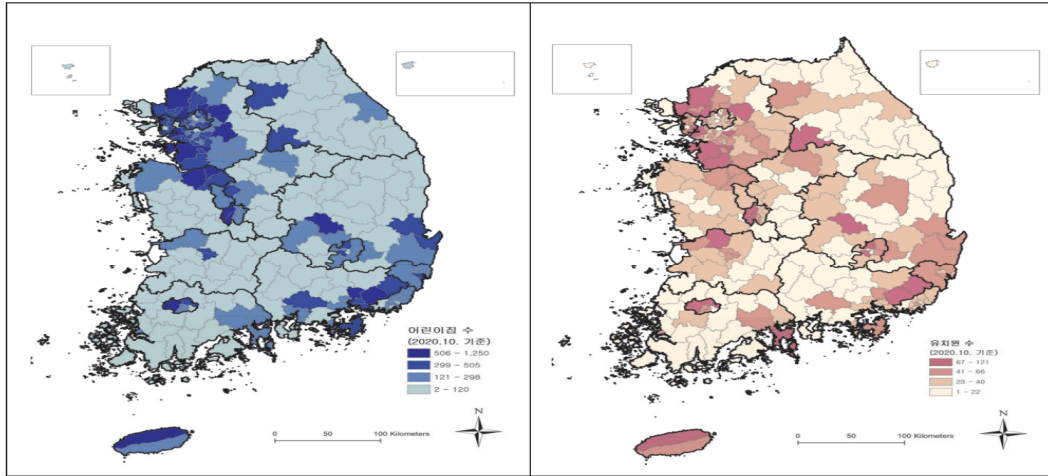 어린이집 수
(2020.10. 기준)
506 - 1,250
299 - 505
121 - 298
2 - 120
N
0 50 100 Kilometers
유치원 수
(2020.10. 기준)
67 - 121
41 - 66
23 - 40
1 - 22
N
0 50 100 Kilometers